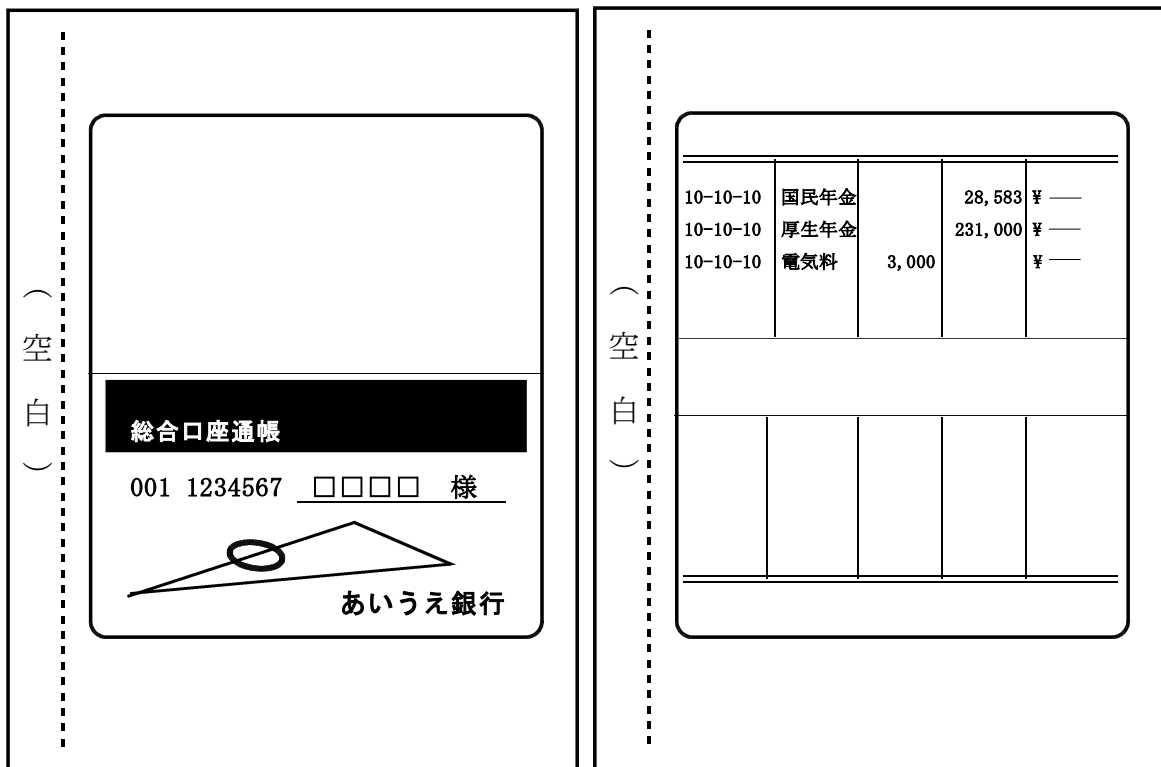 （空白）
総合口座通帳
001 1234567 □□□□ 様
あいうえ銀行
（空白）
10-10-10 国民年金 28,583 ¥ ――
10-10-10 厚生年金 231,000 ¥ ――
10-10-10 電気料 3,000 ¥ ――